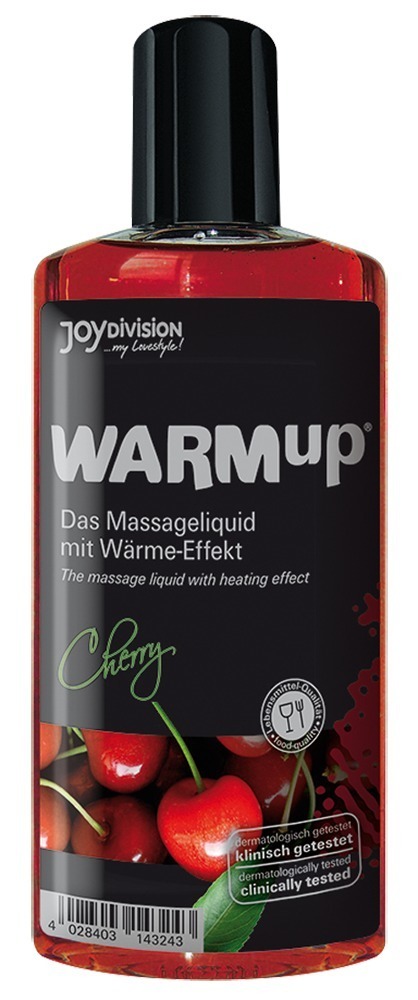 JOYDIVISION
...my Lovestyle!
WARMup®
Das Massageliquid
mit Wärme-Effekt
The massage liquid with heating effect
Cherry
Lebensmittel-Qualität
food-quality
dermatologisch getestet
klinisch getestet
dermatologically tested
clinically tested
4 028403 143243